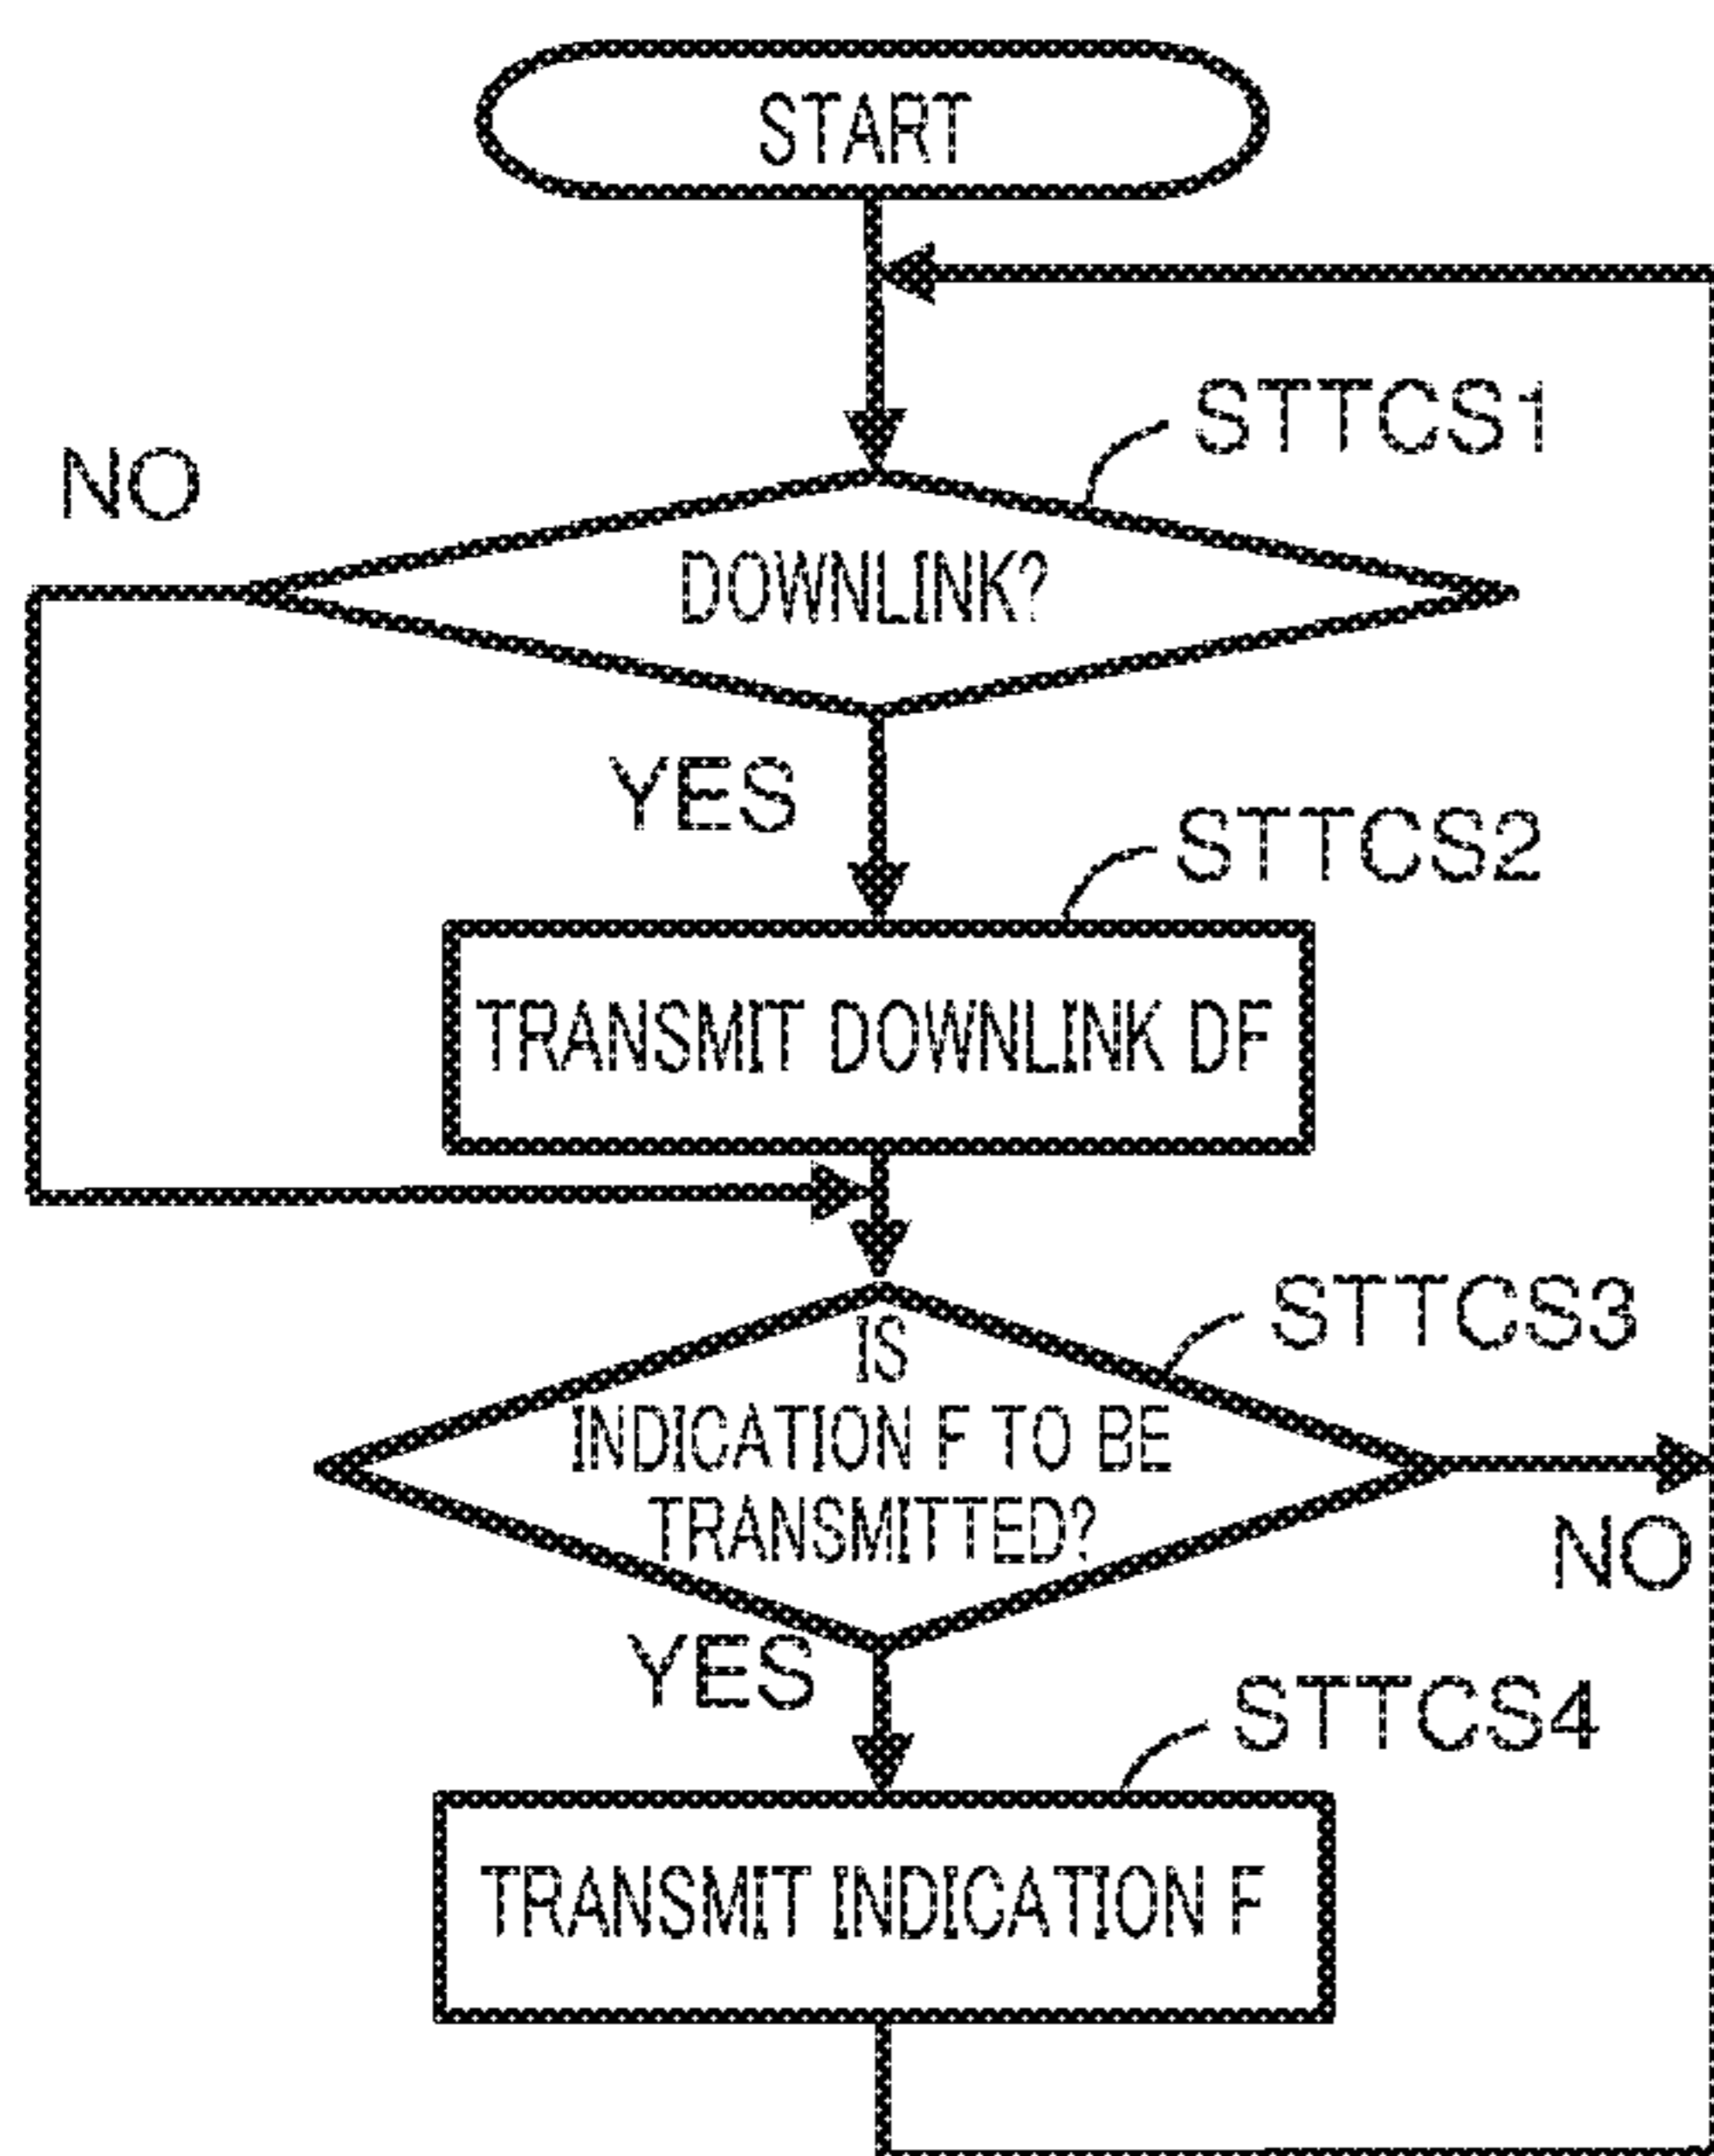 START
STTCS1
NO
DOWNLINK?
YES
STTCS2
TRANSMIT DOWNLINK DF
STTCS3
IS
INDICATION F TO BE
TRANSMITTED?
NO
YES
STTCS4
TRANSMIT INDICATION F